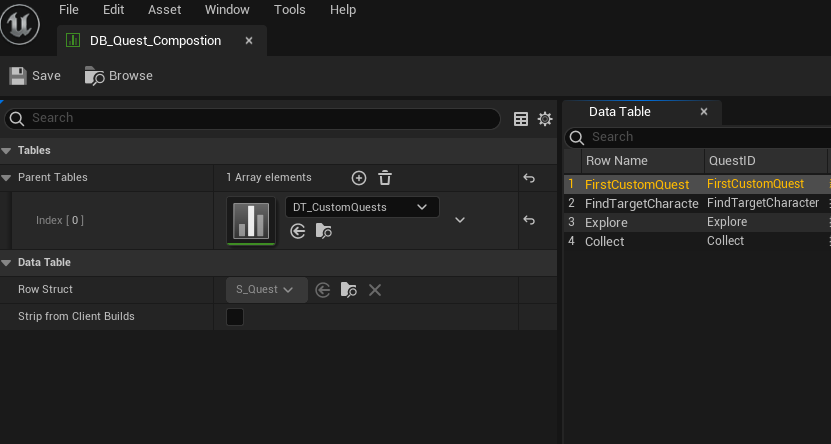 File Edit Asset Window Tools Help
DB_Quest_Compostion
Save Browse
Search
Tables
Parent Tables 1 Array elements
Index [ 0 ] DT_CustomQuests
Data Table
Row Struct S_Quest
Strip from Client Builds
Data Table
Search
Row Name QuestID
1 FirstCustomQuest FirstCustomQuest
2 FindTargetCharacte FindTargetCharacter
3 Explore Explore
4 Collect Collect